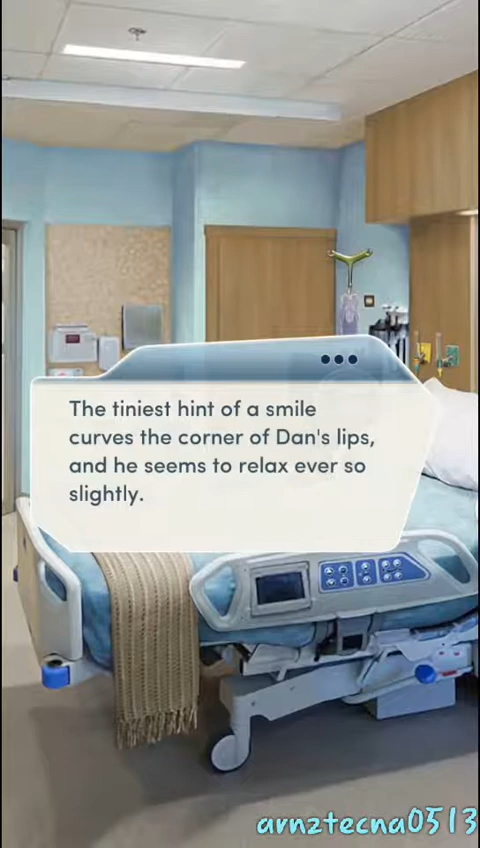 The tiniest hint of a smile
curves the corner of Dan's lips,
and he seems to relax ever so
slightly.
arnztecna0513